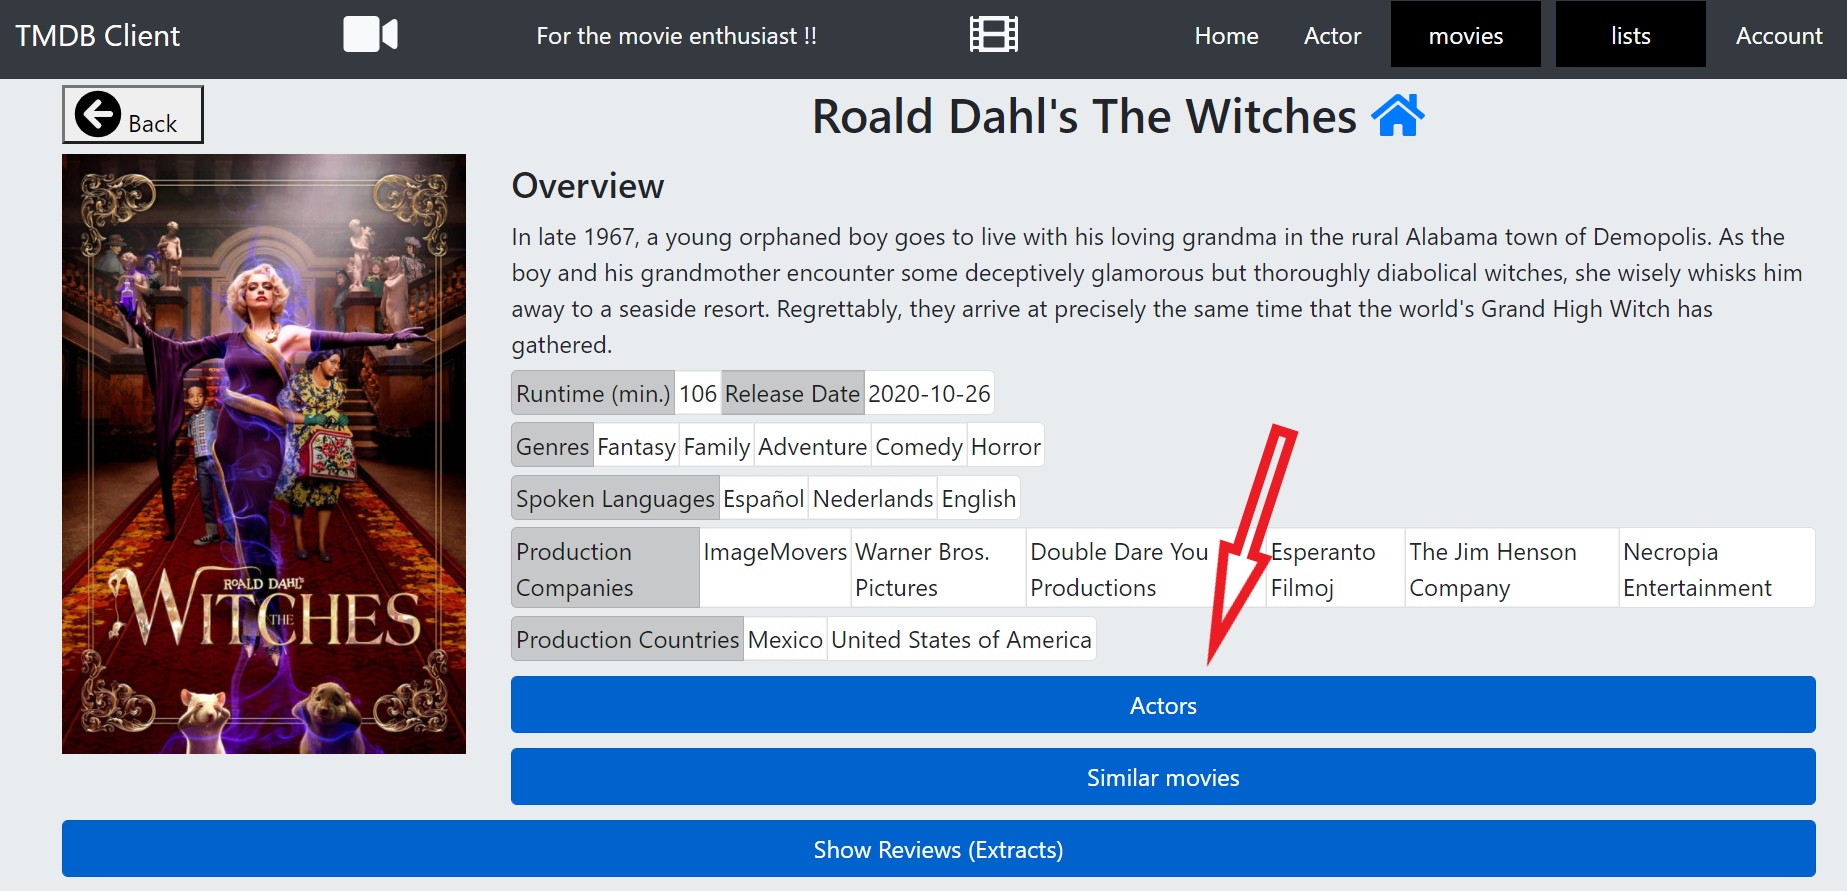 TMDB Client
For the movie enthusiast !!
Home
Actor
movies
lists
Account
Back
Roald Dahl's The Witches
ROALD DAHL'S
THE
WITCHES
Overview
In late 1967, a young orphaned boy goes to live with his loving grandma in the rural Alabama town of Demopolis. As the
boy and his grandmother encounter some deceptively glamorous but thoroughly diabolical witches, she wisely whisks him
away to a seaside resort. Regrettably, they arrive at precisely the same time that the world's Grand High Witch has
gathered.
Runtime (min.) 106 Release Date 2020-10-26
Genres Fantasy Family Adventure Comedy Horror
Spoken Languages Español Nederlands English
Production Companies
ImageMovers
Warner Bros. Pictures
Double Dare You Productions
Esperanto Filmoj
The Jim Henson Company
Necropia Entertainment
Production Countries Mexico United States of America
Actors
Similar movies
Show Reviews (Extracts)